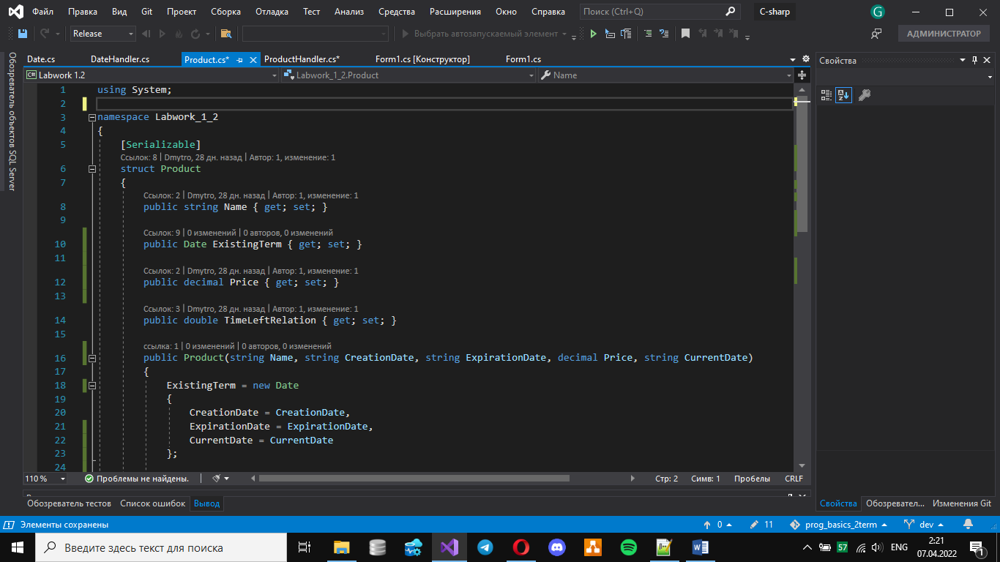 Файл Правка Вид Git Проект Сборка Отладка Тест Анализ Средства Расширения Окно Справка Поиск (Ctrl+Q) C-sharp G
Release Выбрать автозапускаемый элемент АДМИНИСТРАТОР
Обозреватель объектов SQL Server
Date.cs DateHandler.cs Product.cs* ProductHandler.cs* Form1.cs [Конструктор] Form1.cs
Свойства
C# Labwork 1.2 Labwork_1_2.Product Name
1 using System;
2
3 namespace Labwork_1_2
4 {
5 [Serializable]
Ссылок: 8 | Dmytro, 28 дн. назад | Автор: 1, изменение: 1
6 struct Product
7 {
Ссылок: 2 | Dmytro, 28 дн. назад | Автор: 1, изменение: 1
8 public string Name { get; set; }
9
Ссылок: 9 | 0 изменений | 0 авторов, 0 изменений
10 public Date ExistingTerm { get; set; }
11
Ссылок: 2 | Dmytro, 28 дн. назад | Автор: 1, изменение: 1
12 public decimal Price { get; set; }
13
Ссылок: 3 | Dmytro, 28 дн. назад | Автор: 1, изменение: 1
14 public double TimeLeftRelation { get; set; }
15
ссылка: 1 | 0 изменений | 0 авторов, 0 изменений
16 public Product(string Name, string CreationDate, string ExpirationDate, decimal Price, string CurrentDate)
17 {
18 ExistingTerm = new Date
19 {
20 CreationDate = CreationDate,
21 ExpirationDate = ExpirationDate,
22 CurrentDate = CurrentDate
23 };
24
110 % Проблемы не найдены. Стр: 2 Симв: 1 Пробелы CRLF
Обозреватель тестов Список ошибок Вывод
Свойства Обозревател... Изменения Git
Элементы сохранены 0 11 prog_basics_2term dev
Введите здесь текст для поиска 57 ENG 2:21
07.04.2022 1